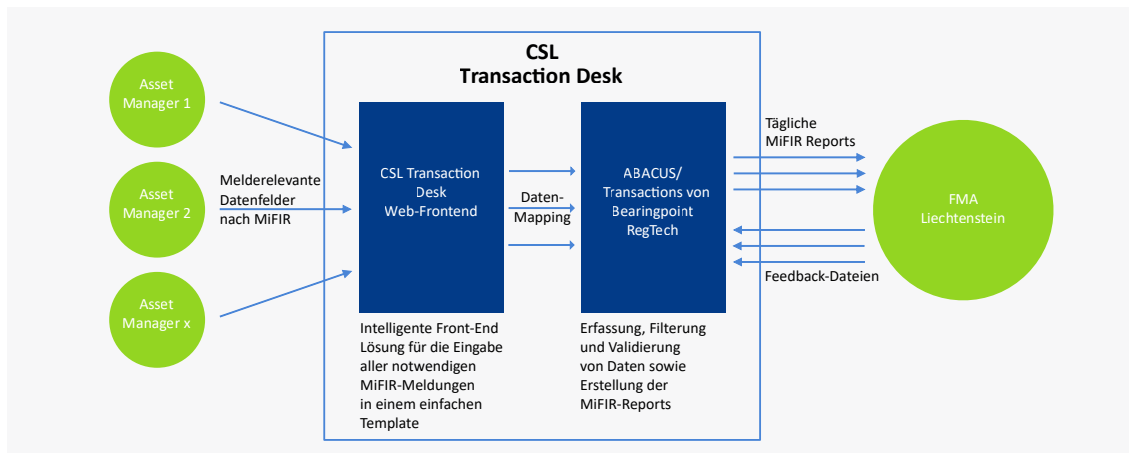 CSL
Transaction Desk
Asset
Manager 1
Asset
Manager 2
Asset
Manager x
Melderelevante
Datenfelder
nach MiFIR
CSL Transaction
Desk
Web-Frontend
Daten-
Mapping
ABACUS/
Transactions von
Bearingpoint
RegTech
Tägliche
MiFIR Reports
Feedback-Dateien
FMA
Liechtenstein
Intelligente Front-End
Lösung für die Eingabe
aller notwendigen
MiFIR-Meldungen
in einem einfachen
Template
Erfassung, Filterung
und Validierung
von Daten sowie
Erstellung der
MiFIR-Reports